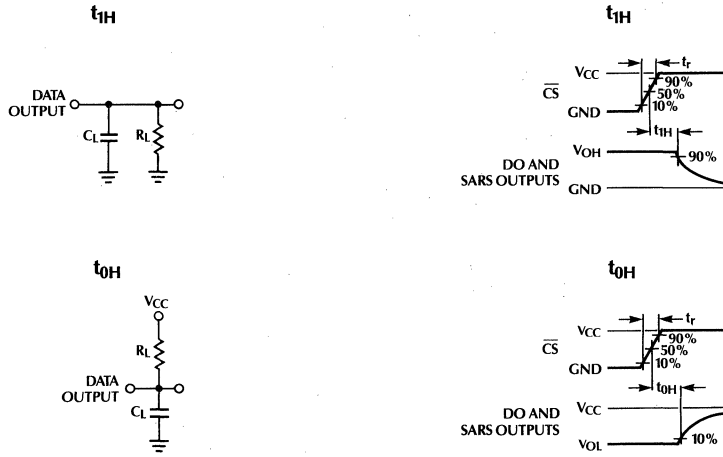 t1H
DATA
OUTPUT
CL
RL
t1H
CS
VCC
GND
tr
90%
50%
10%
t1H
DO AND
SARS OUTPUTS
VOH
GND
90%
t0H
VCC
RL
DATA
OUTPUT
CL
t0H
CS
VCC
GND
tr
90%
50%
10%
t0H
DO AND
SARS OUTPUTS
VCC
VOL
10%